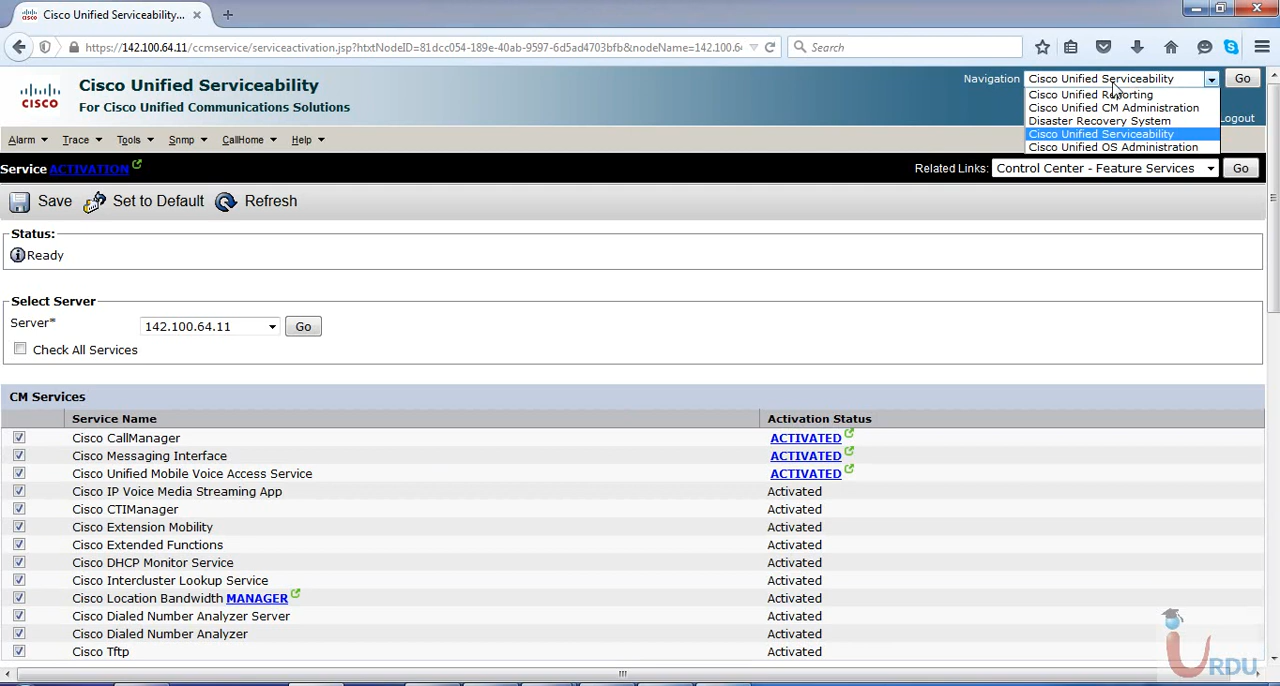 Cisco Unified Serviceability...
https://142.100.64.11/ccmservice/serviceactivation.jsp?htxtNodeID=81dcc054-189e-40ab-9597-6d5ad4703bfb&nodeName=142.100.6
Search
CISCO
Cisco Unified Serviceability
For Cisco Unified Communications Solutions
Navigation Cisco Unified Serviceability Go
Cisco Unified Reporting
Cisco Unified CM Administration
Disaster Recovery System
Cisco Unified Serviceability
Cisco Unified OS Administration
Logout
Alarm Trace Tools Snmp CallHome Help
Service ACTIVATION
Related Links: Control Center - Feature Services Go
Save Set to Default Refresh
Status:
Ready
Select Server
Server* 142.100.64.11 Go
Check All Services
CM Services
Service Name Activation Status
Cisco CallManager ACTIVATED
Cisco Messaging Interface ACTIVATED
Cisco Unified Mobile Voice Access Service ACTIVATED
Cisco IP Voice Media Streaming App Activated
Cisco CTIManager Activated
Cisco Extension Mobility Activated
Cisco Extended Functions Activated
Cisco DHCP Monitor Service Activated
Cisco Intercluster Lookup Service Activated
Cisco Location Bandwidth MANAGER Activated
Cisco Dialed Number Analyzer Server Activated
Cisco Dialed Number Analyzer Activated
Cisco Tftp Activated
URDU